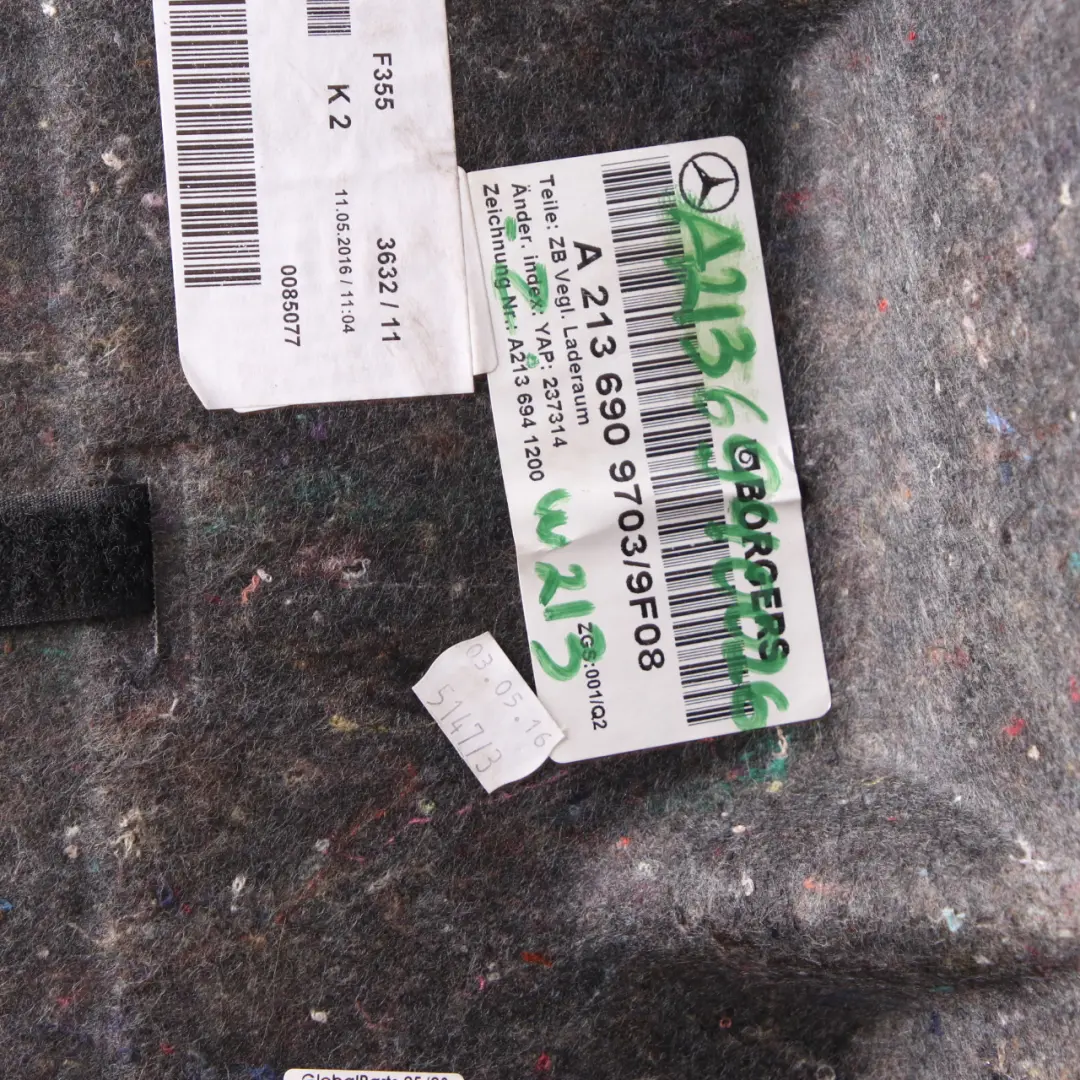 F355
K 2
3632 / 11
11.05.2016 / 11:04
0085077
BORGERS
A 213 690 9703/9F08
Teile: ZB Vegl. Laderaum
Änder. index: YAP: 237314
Zeichnung Nr.: A213 694 1200
ZGS:001/Q2
W213
03.05.16
514713